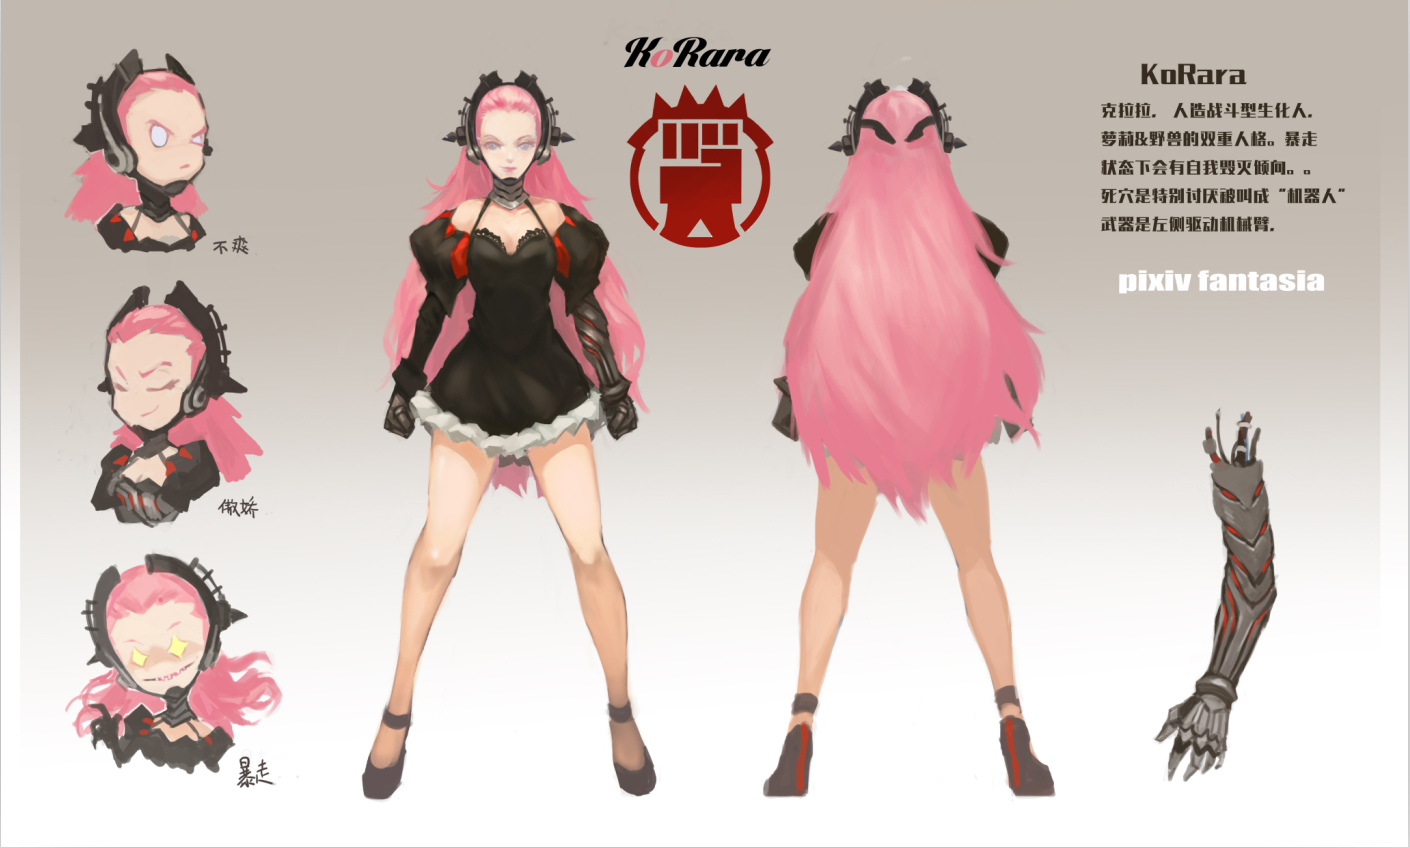 KoRara
KoRara
克拉拉， 人造战斗型生化人，
萝莉&野兽的双重人格。暴走
状态下会有自我毁灭倾向。。
死穴是特别讨厌被叫成“机器人”
武器是左侧驱动机械臂，
pixiv fantasia
不爽
傲娇
暴走